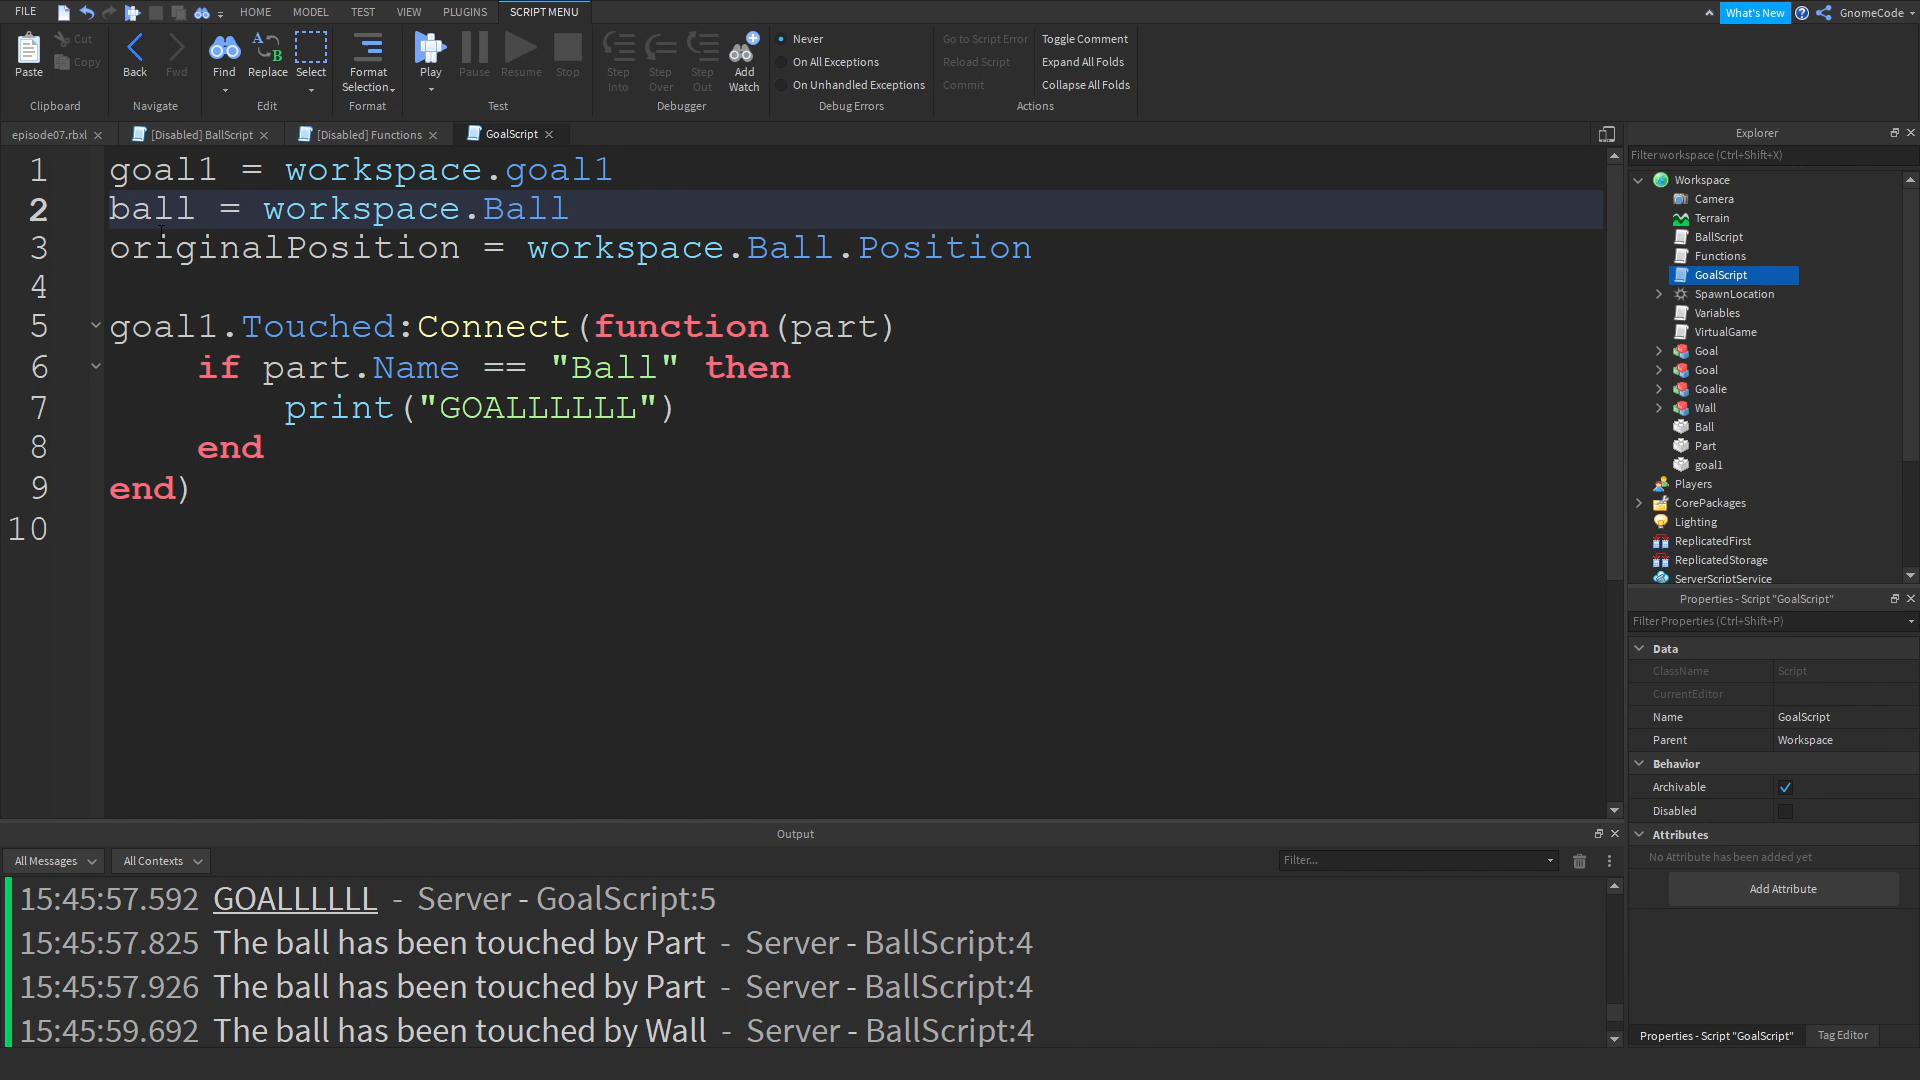 FILE HOME MODEL TEST VIEW PLUGINS SCRIPT MENU What's New GnomeCode
Paste Cut Copy Back Fwd Find Replace Select Format Selection Play Pause Resume Stop Step Into Step Over Step Out Add Watch
Never Go to Script Error Toggle Comment
On All Exceptions Reload Script Expand All Folds
On Unhandled Exceptions Commit Collapse All Folds
Clipboard Navigate Edit Format Test Debugger Debug Errors Actions
episode07.rbxl [Disabled] BallScript [Disabled] Functions GoalScript
1 goal1 = workspace.goal1
2 ball = workspace.Ball
3 originalPosition = workspace.Ball.Position
4
5 goal1.Touched:Connect(function(part)
6 if part.Name == "Ball" then
7 print("GOALLLLLL")
8 end
9 end)
10
Explorer
Filter workspace (Ctrl+Shift+X)
Workspace
Camera
Terrain
BallScript
Functions
GoalScript
SpawnLocation
Variables
VirtualGame
Goal
Goal
Goalie
Wall
Ball
Part
goal1
Players
CorePackages
Lighting
ReplicatedFirst
ReplicatedStorage
ServerScriptService
Properties - Script "GoalScript"
Filter Properties (Ctrl+Shift+P)
Data
ClassName Script
CurrentEditor
Name GoalScript
Parent Workspace
Behavior
Archivable
Disabled
Attributes
No Attribute has been added yet
Add Attribute
Properties - Script "GoalScript" Tag Editor
Output
All Messages All Contexts Filter...
15:45:57.592 GOALLLLLL - Server - GoalScript:5
15:45:57.825 The ball has been touched by Part - Server - BallScript:4
15:45:57.926 The ball has been touched by Part - Server - BallScript:4
15:45:59.692 The ball has been touched by Wall - Server - BallScript:4